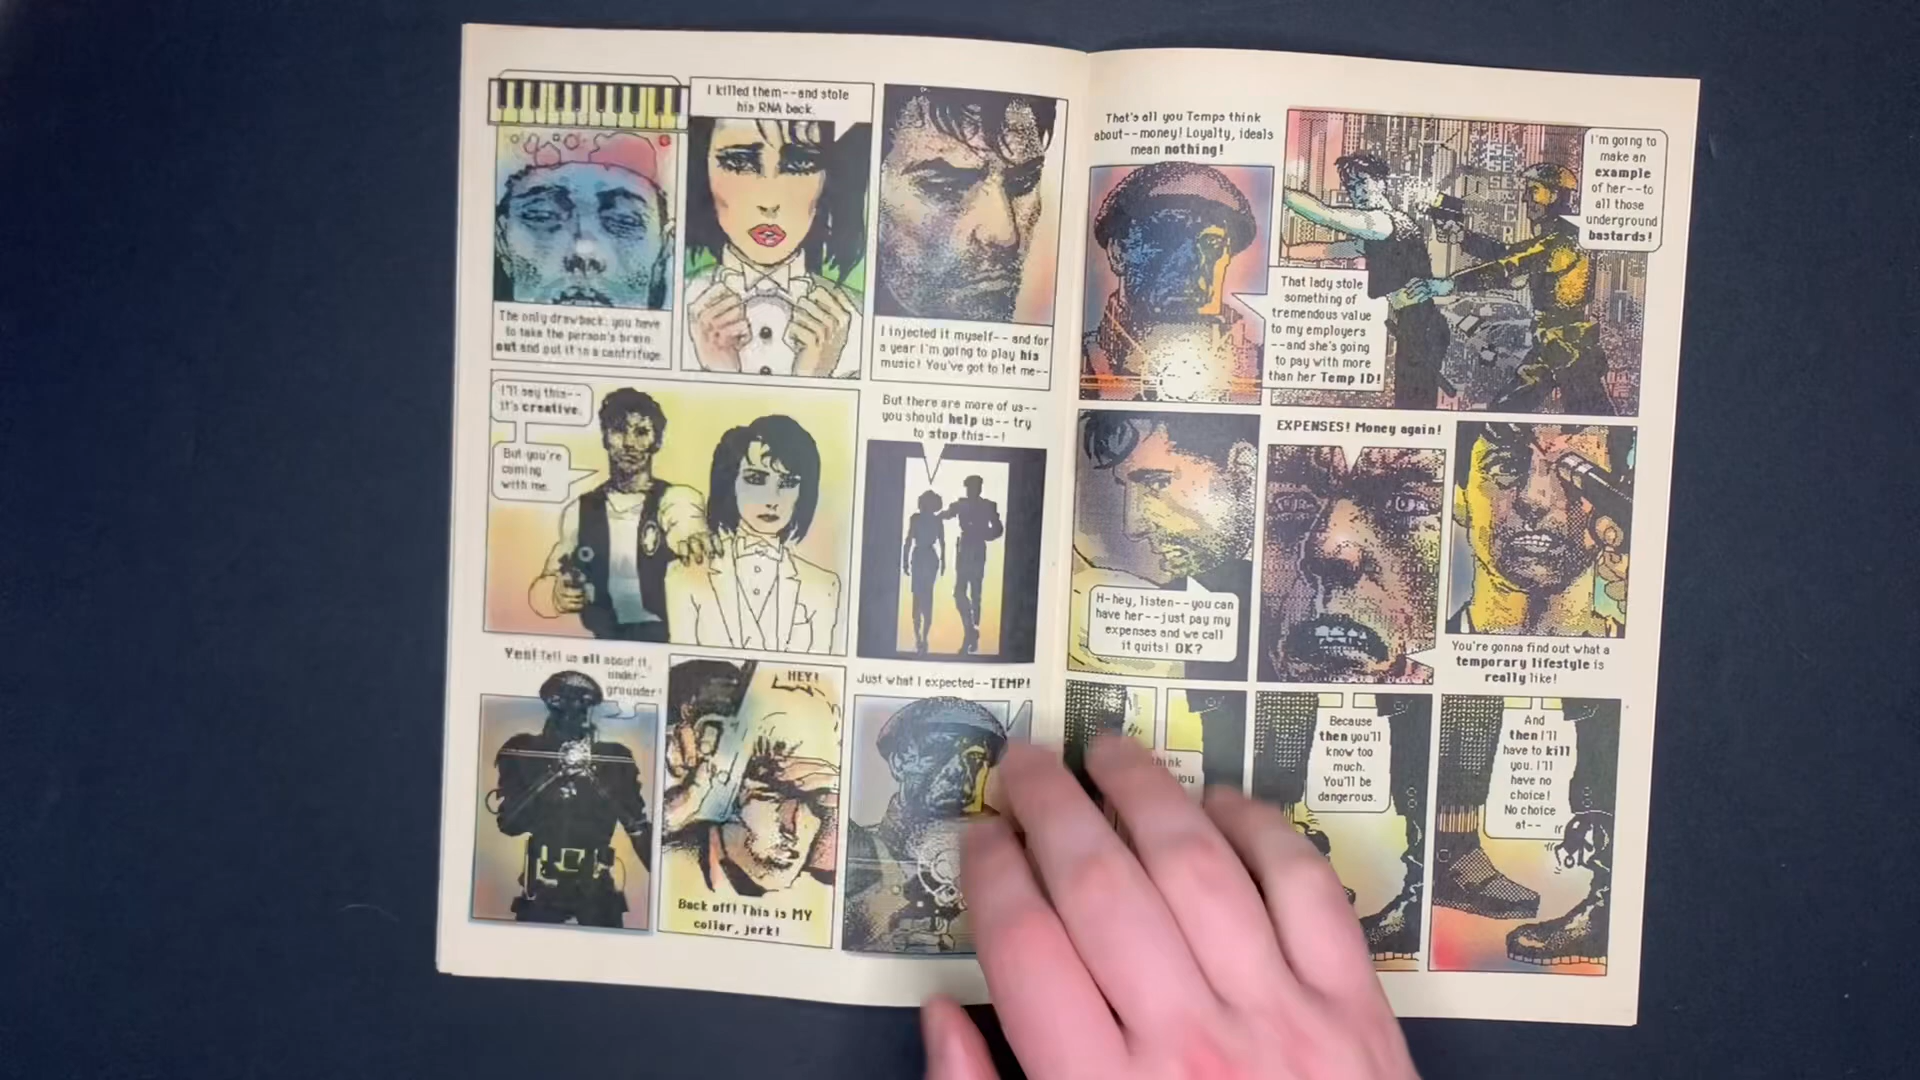 The only drawback: you have
to take the person's brain
out and put it in a centrifuge.
I killed them--and stole
his RNA back.
I injected it myself--and for
a year I'm going to play his
music! You've got to let me--
I'll say this--
it's creative.
But you're
coming
with me.
But there are more of us--
you should help us--try
to stop this--!
Yes! Tell us all about it,
under-
grounder!
HEY!
Back off! This is MY
collar, jerk!
Just what I expected--TEMP!
That's all you Temps think
about--money! Loyalty, ideals
mean nothing!
That lady stole
something of
tremendous value
to my employers
--and she's going
to pay with more
than her Temp ID!
I'm going to
make an
example
of her--to
all those
underground
bastards!
H-hey, listen--you can
have her--just pay my
expenses and we call
it quits! OK?
EXPENSES! Money again!
You're gonna find out what a
temporary lifestyle is
really like!
think
you
Because
then you'll
know too
much.
You'll be
dangerous.
And
then I'll
have to kill
you. I'll
have no
choice!
No choice
at--